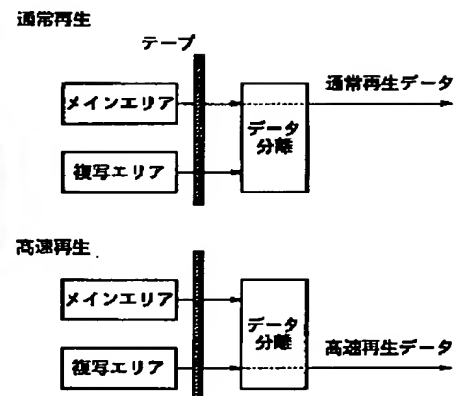 通常再生
テープ
メインエリア
複写エリア
データ
分離
通常再生データ
高速再生
メインエリア
複写エリア
データ
分離
高速再生データ